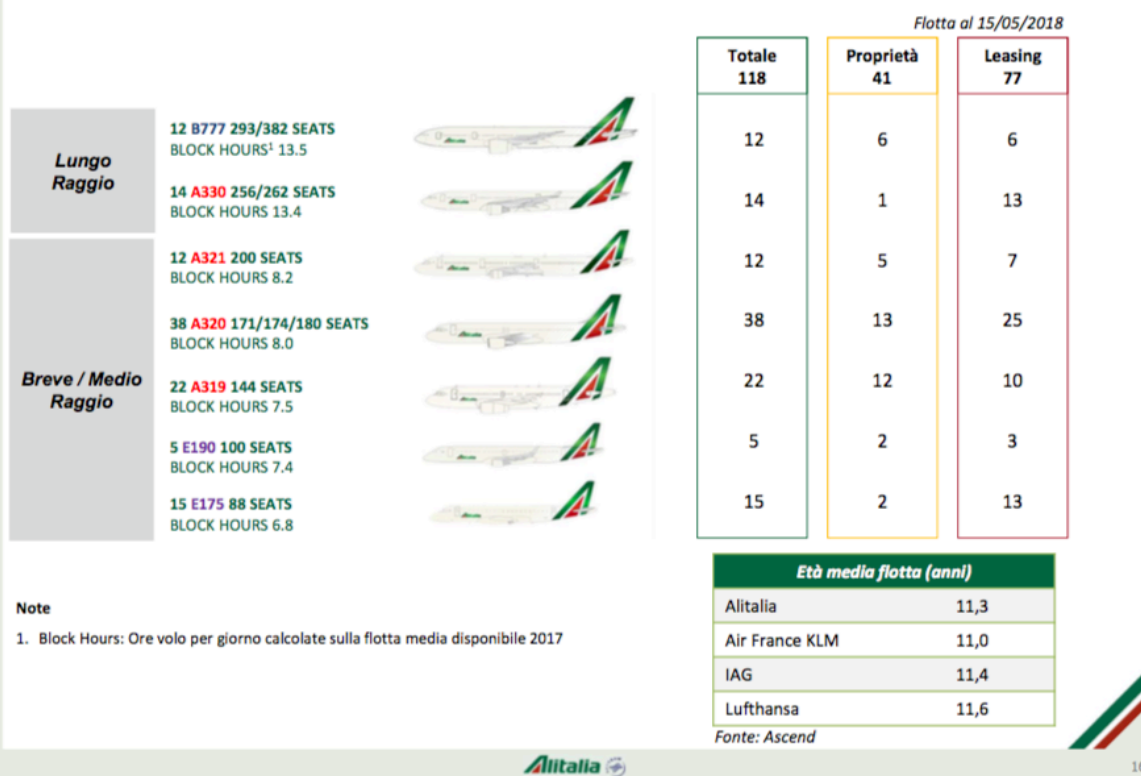 Flotta al 15/05/2018
Totale
118
Proprietà
41
Leasing
77
Lungo
Raggio
12 B777 293/382 SEATS
BLOCK HOURS¹ 13.5
12 6 6
14 A330 256/262 SEATS
BLOCK HOURS 13.4
14 1 13
Breve / Medio
Raggio
12 A321 200 SEATS
BLOCK HOURS 8.2
12 5 7
38 A320 171/174/180 SEATS
BLOCK HOURS 8.0
38 13 25
22 A319 144 SEATS
BLOCK HOURS 7.5
22 12 10
5 E190 100 SEATS
BLOCK HOURS 7.4
5 2 3
15 E175 88 SEATS
BLOCK HOURS 6.8
15 2 13
Età media flotta (anni)
Alitalia 11,3
Air France KLM 11,0
IAG 11,4
Lufthansa 11,6
Fonte: Ascend
Note
1. Block Hours: Ore volo per giorno calcolate sulla flotta media disponibile 2017
Alitalia